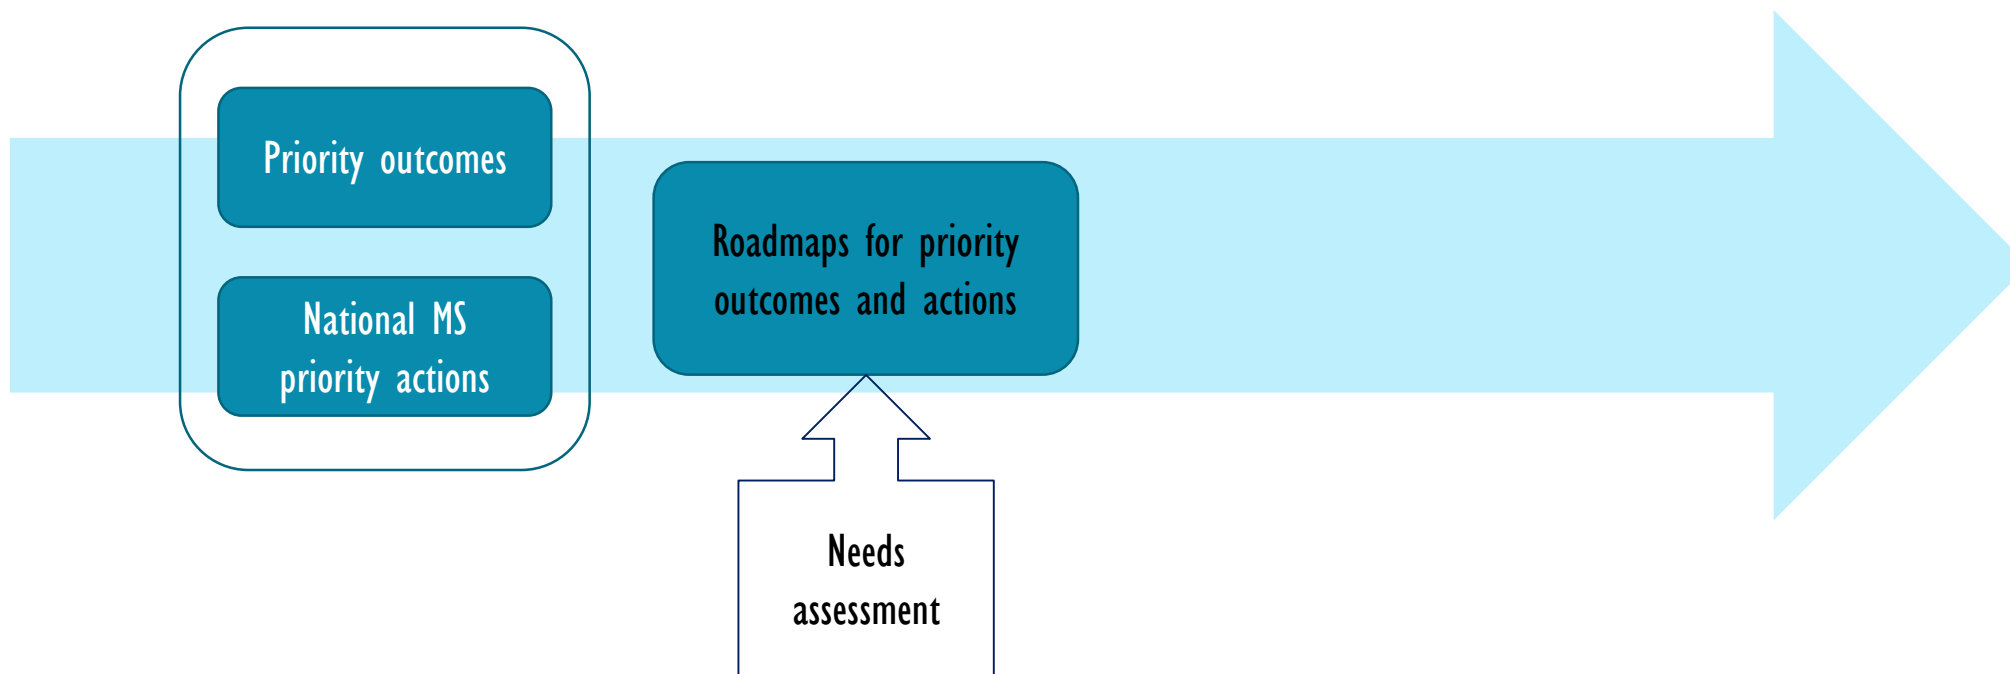 Priority outcomes
National MS
priority actions
Roadmaps for priority
outcomes and actions
Needs
assessment